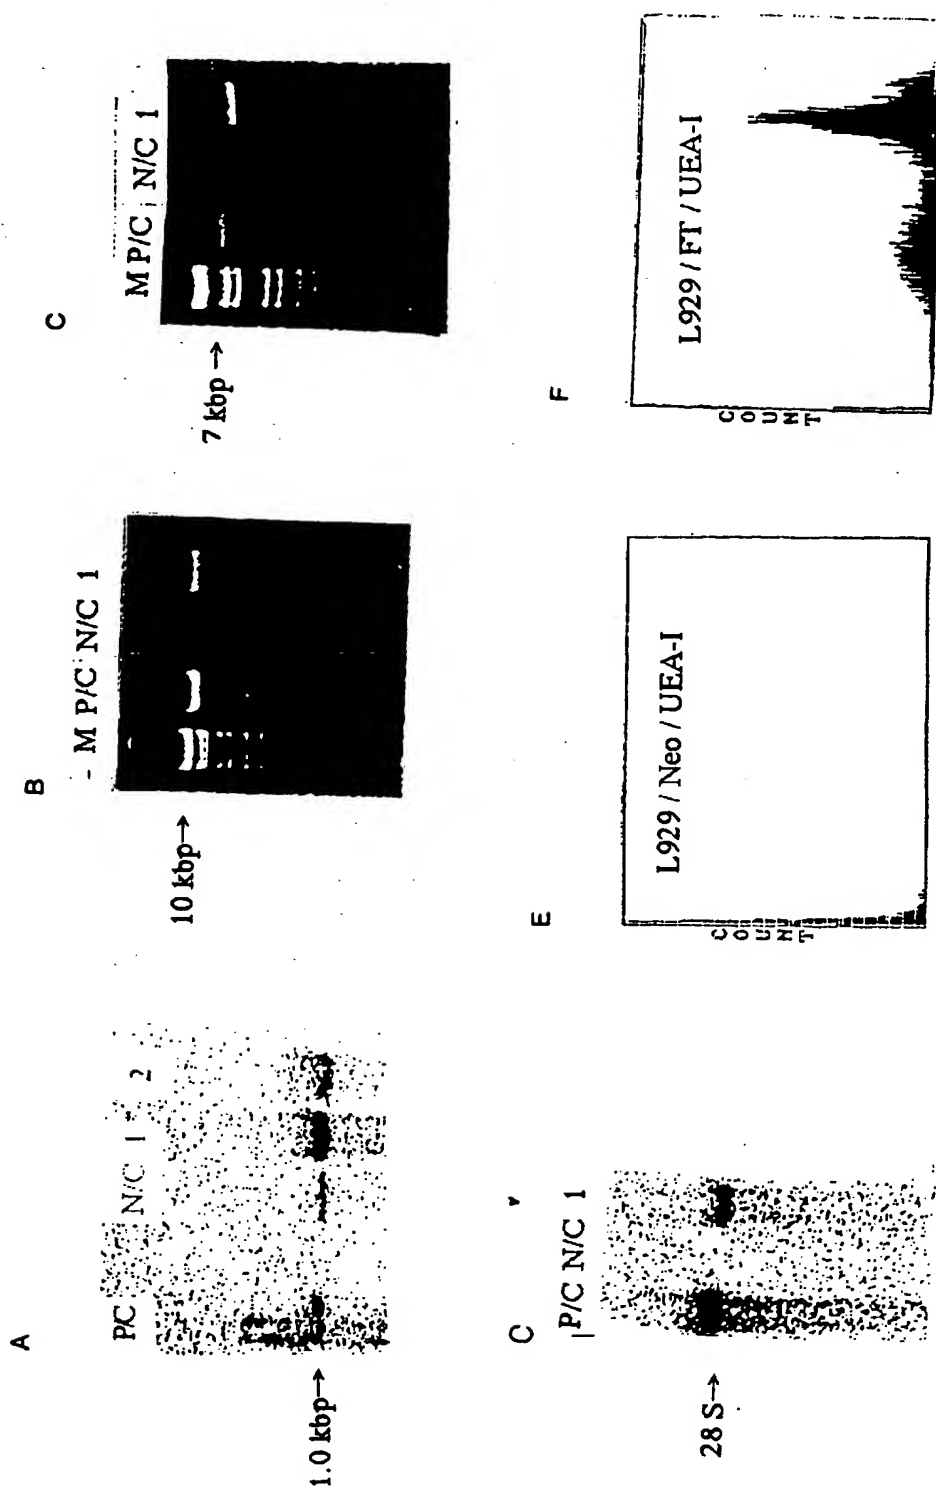 A
PC N/C 1 2
1.0 kbp→
B
- M P/C N/C 1
10 kbp→
C
M P/C N/C 1
7 kbp →
C
P/C N/C 1
28 S→
E
L929 / Neo / UEA-I
COUNT
F
L929 / FT / UEA-I
COUNT